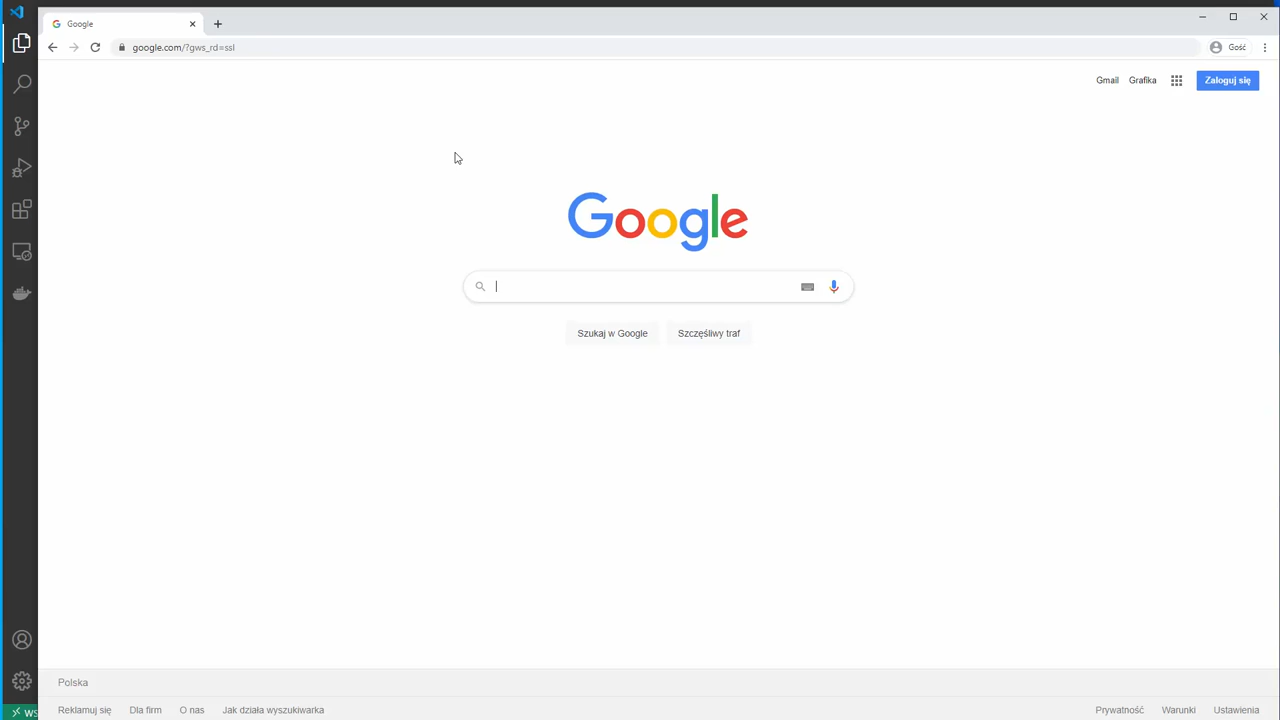 Google
google.com/?gws_rd=ssl
Gość
Gmail Grafika Zaloguj się
Google
Szukaj w Google Szczęśliwy traf
Polska
Reklamuj się Dla firm O nas Jak działa wyszukiwarka Prywatność Warunki Ustawienia
WS